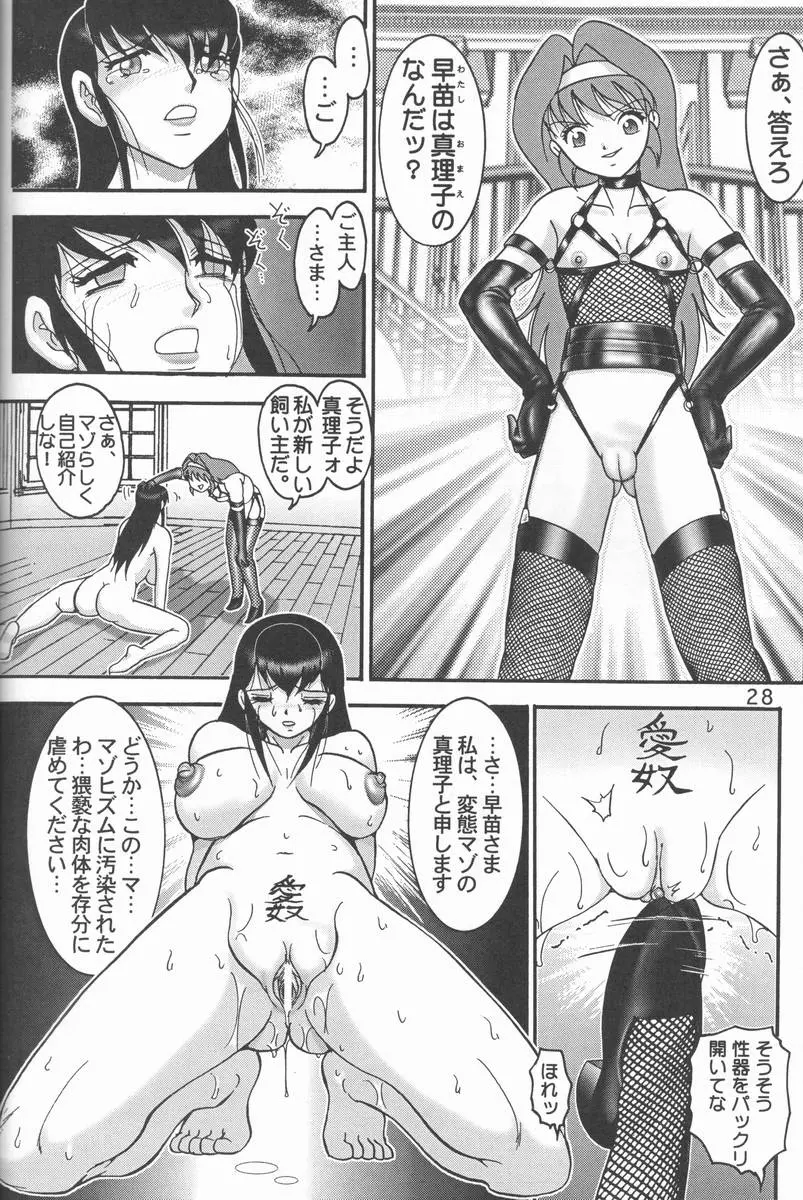 さぁ、答えろ
早苗は真理子の
なんだッ？
わたし
おまえ
…
…ご
ご主人
…さま…
ぞく
ぞく
そうだよ
真理子ォ
私が新しい
飼い主だ。
さぁ、
マゾらしく
自己紹介
しな！
28
愛奴
そうそう
性器をパックリ
開いてな
ほれッ
…さ…早苗さま
私は、変態マゾの
真理子と申します
愛奴
どうか…この…マ…
マゾヒズムに汚染された
わ…猥褻な肉体を存分に
虐めてください…